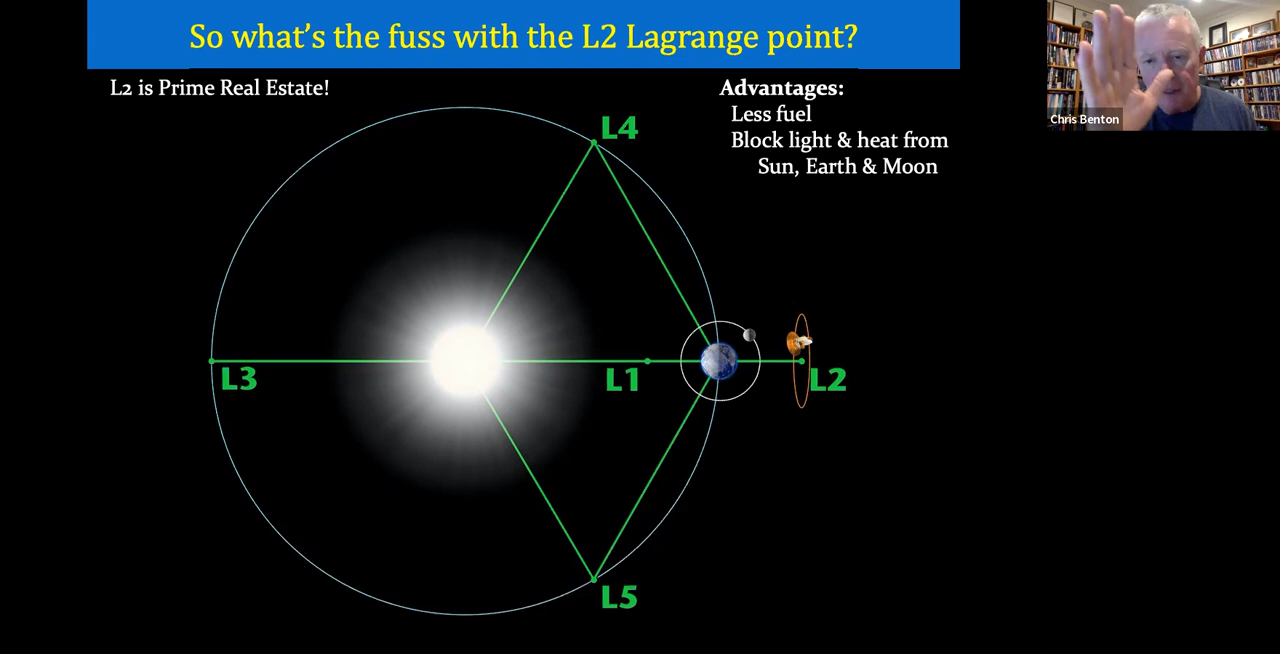 So what's the fuss with the L2 Lagrange point?
L2 is Prime Real Estate!
Advantages:
Less fuel
Block light & heat from
Sun, Earth & Moon
L4
L3
L1
L2
L5
Chris Benton